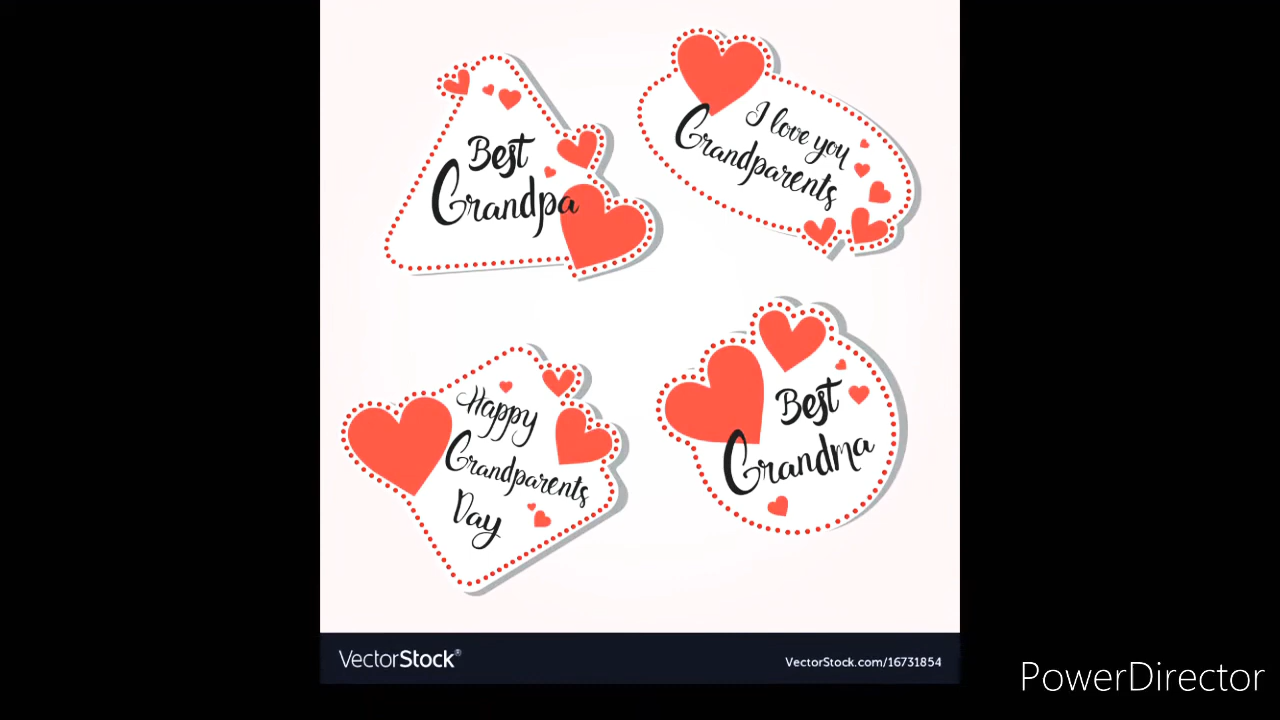 Best
Grandpa
I love you
Grandparents
Happy
Grandparents
Day
Best
Grandma
VectorStock®
VectorStock.com/16731854
PowerDirector